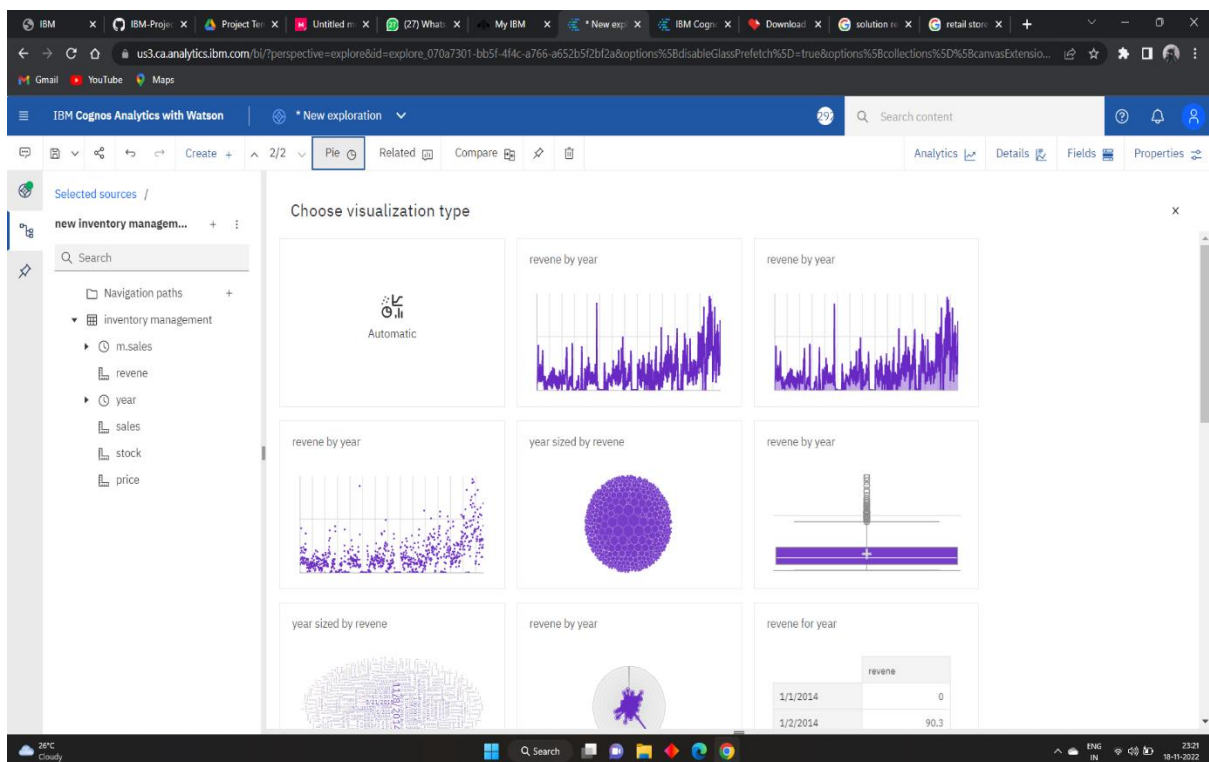 IBM
IBM-Projec
Project Ter
Untitled m
(27) Whats
My IBM
* New expl
IBM Cogno
Download
solution re
retail store
us3.ca.analytics.ibm.com/bi/?perspective=explore&id=explore_070a7301-bb5f-4f4c-a766-a652b5f2bf2a&options%5BdisableGlassPrefetch%5D=true&options%5Bcollections%5D%5BcanvasExtensio...
Gmail YouTube Maps
IBM Cognos Analytics with Watson
* New exploration
Search content
Create +
2/2
Pie
Related
Compare
Analytics
Details
Fields
Properties
Selected sources /
new inventory managem...
Search
Navigation paths
inventory management
m.sales
revene
year
sales
stock
price
Choose visualization type
Automatic
revene by year
revene by year
revene by year
year sized by revene
revene by year
year sized by revene
revene by year
revene for year
revene
1/1/2014 0
1/2/2014 90.3
26°C
Cloudy
Search
ENG
IN
23:21
18-11-2022